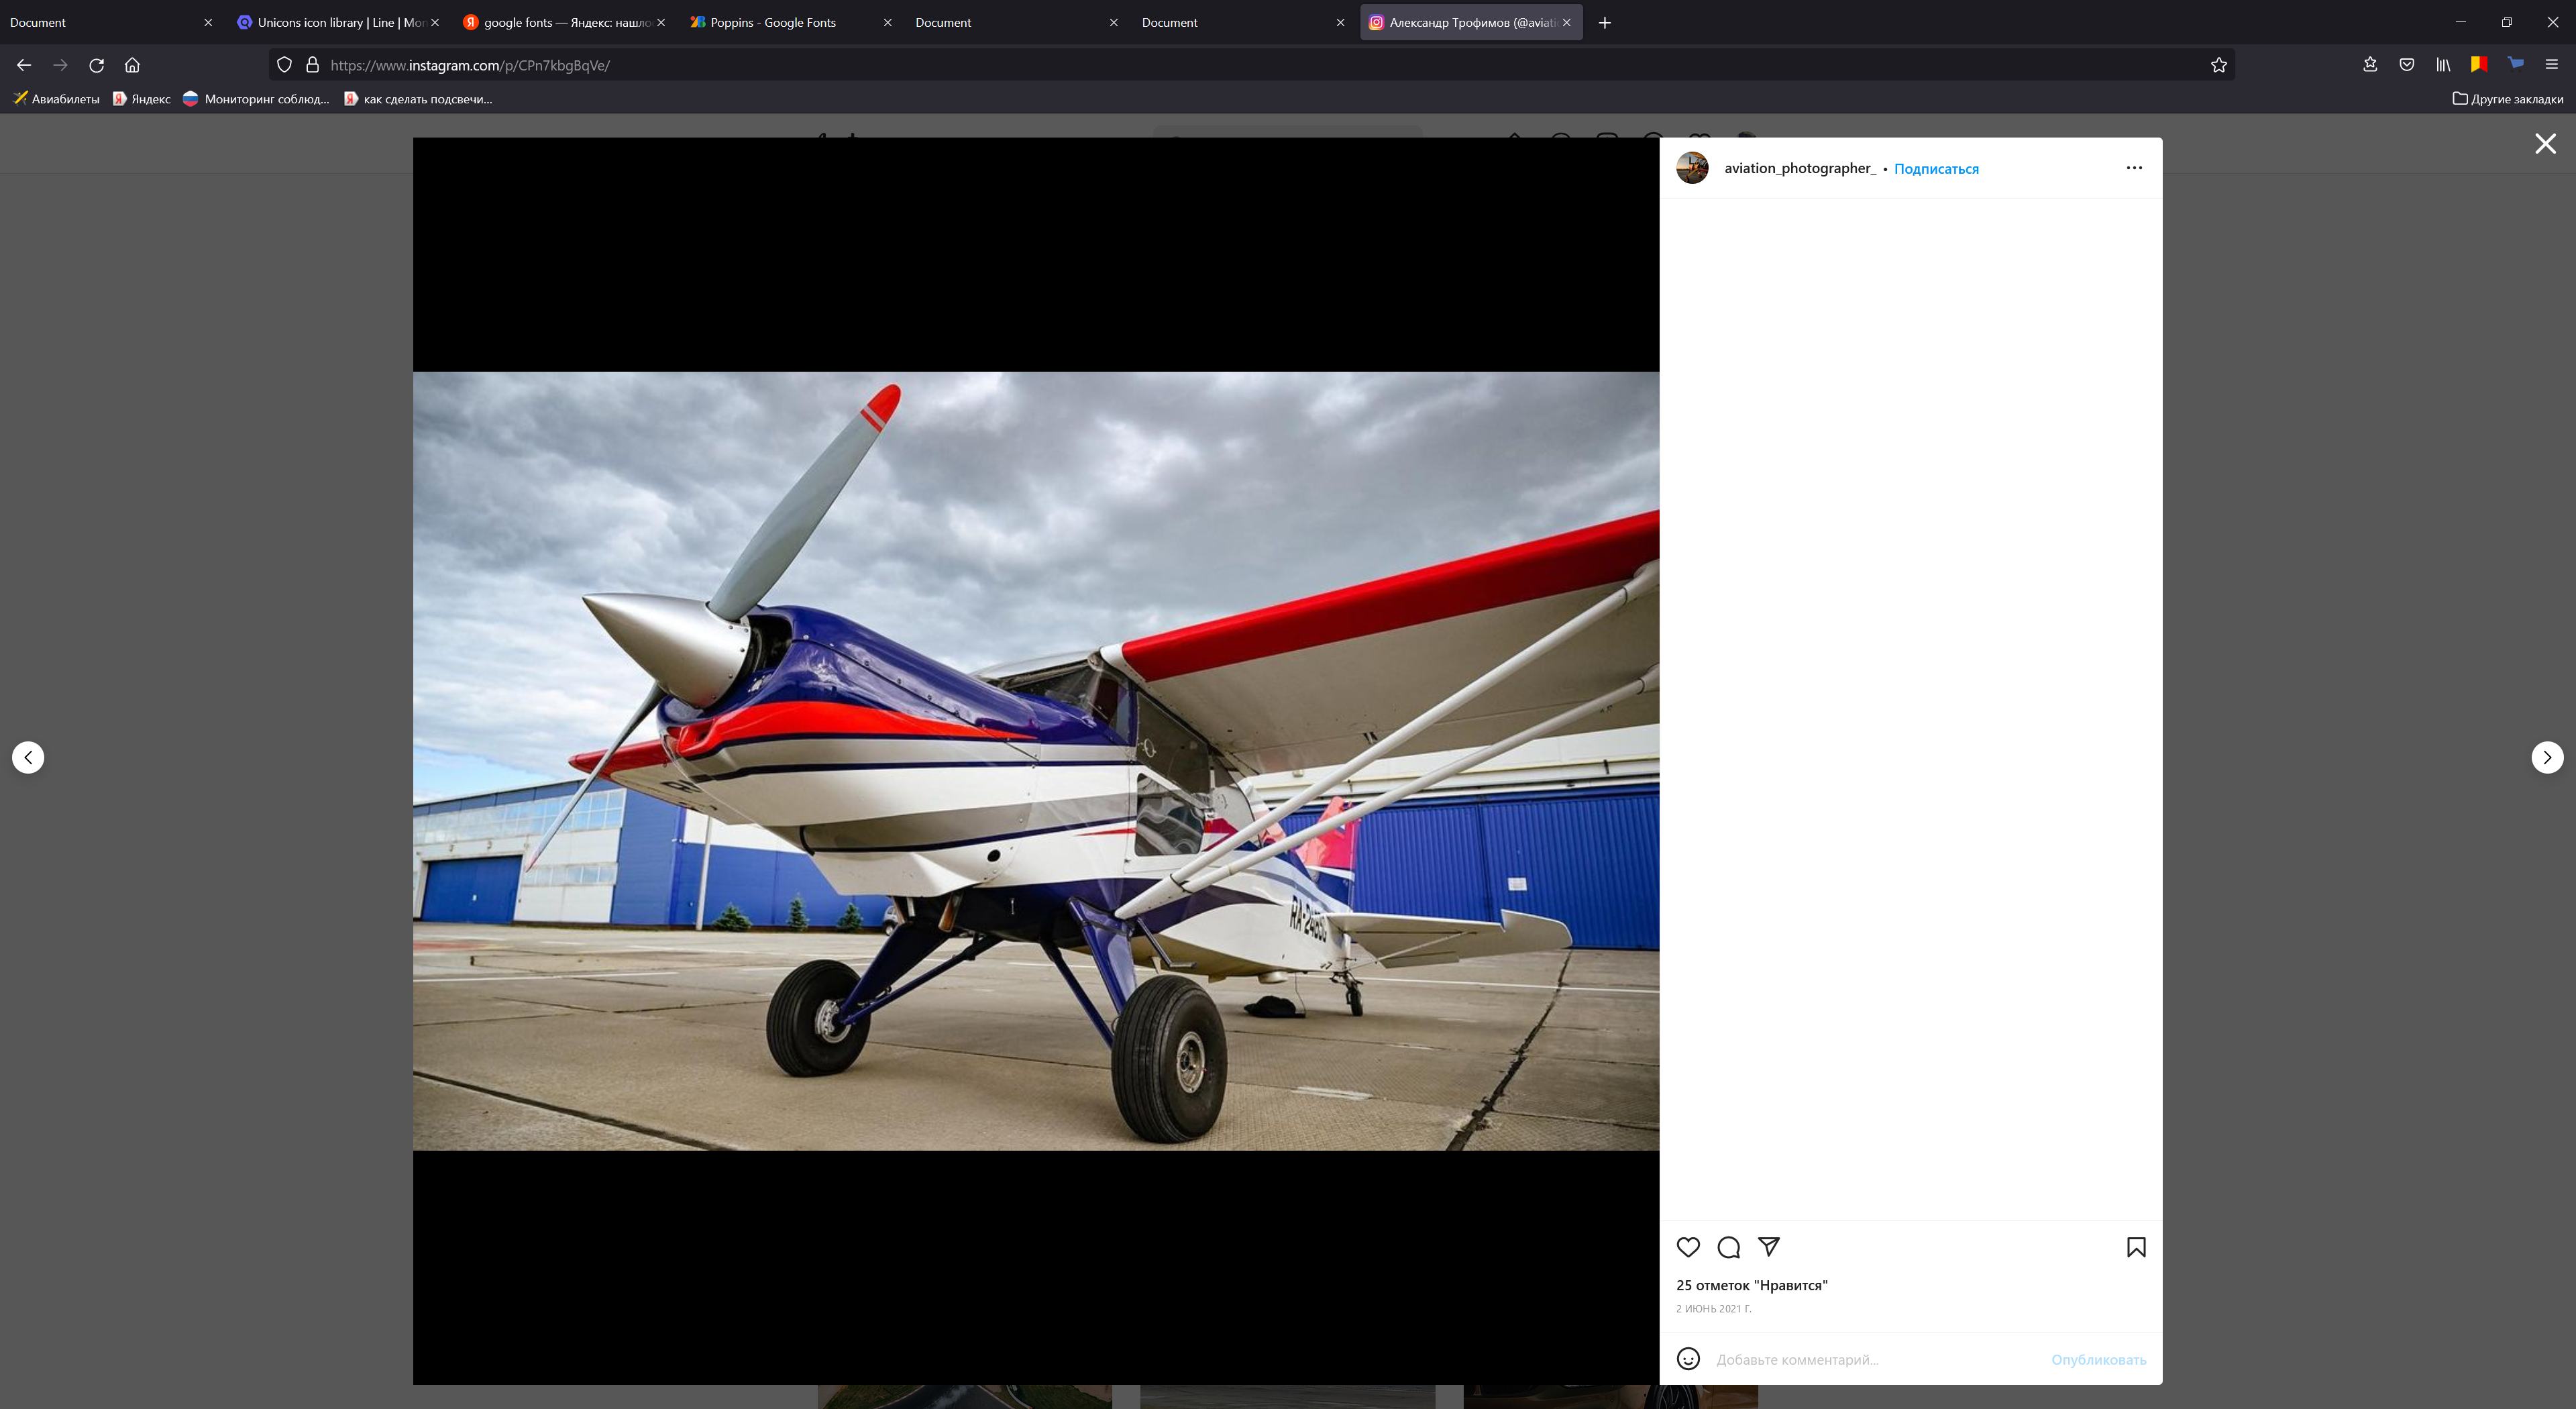 Document
Unicons icon library | Line | Mon
google fonts — Яндекс: нашло
Poppins - Google Fonts
Document
Document
Александр Трофимов (@aviati
https://www.instagram.com/p/CPn7kbgBqVe/
Авиабилеты
Яндекс
Мониторинг соблюд...
как сделать подсвечи...
Другие закладки
aviation_photographer_ • Подписаться
25 отметок "Нравится"
2 ИЮНЬ 2021 Г.
Добавьте комментарий...
Опубликовать